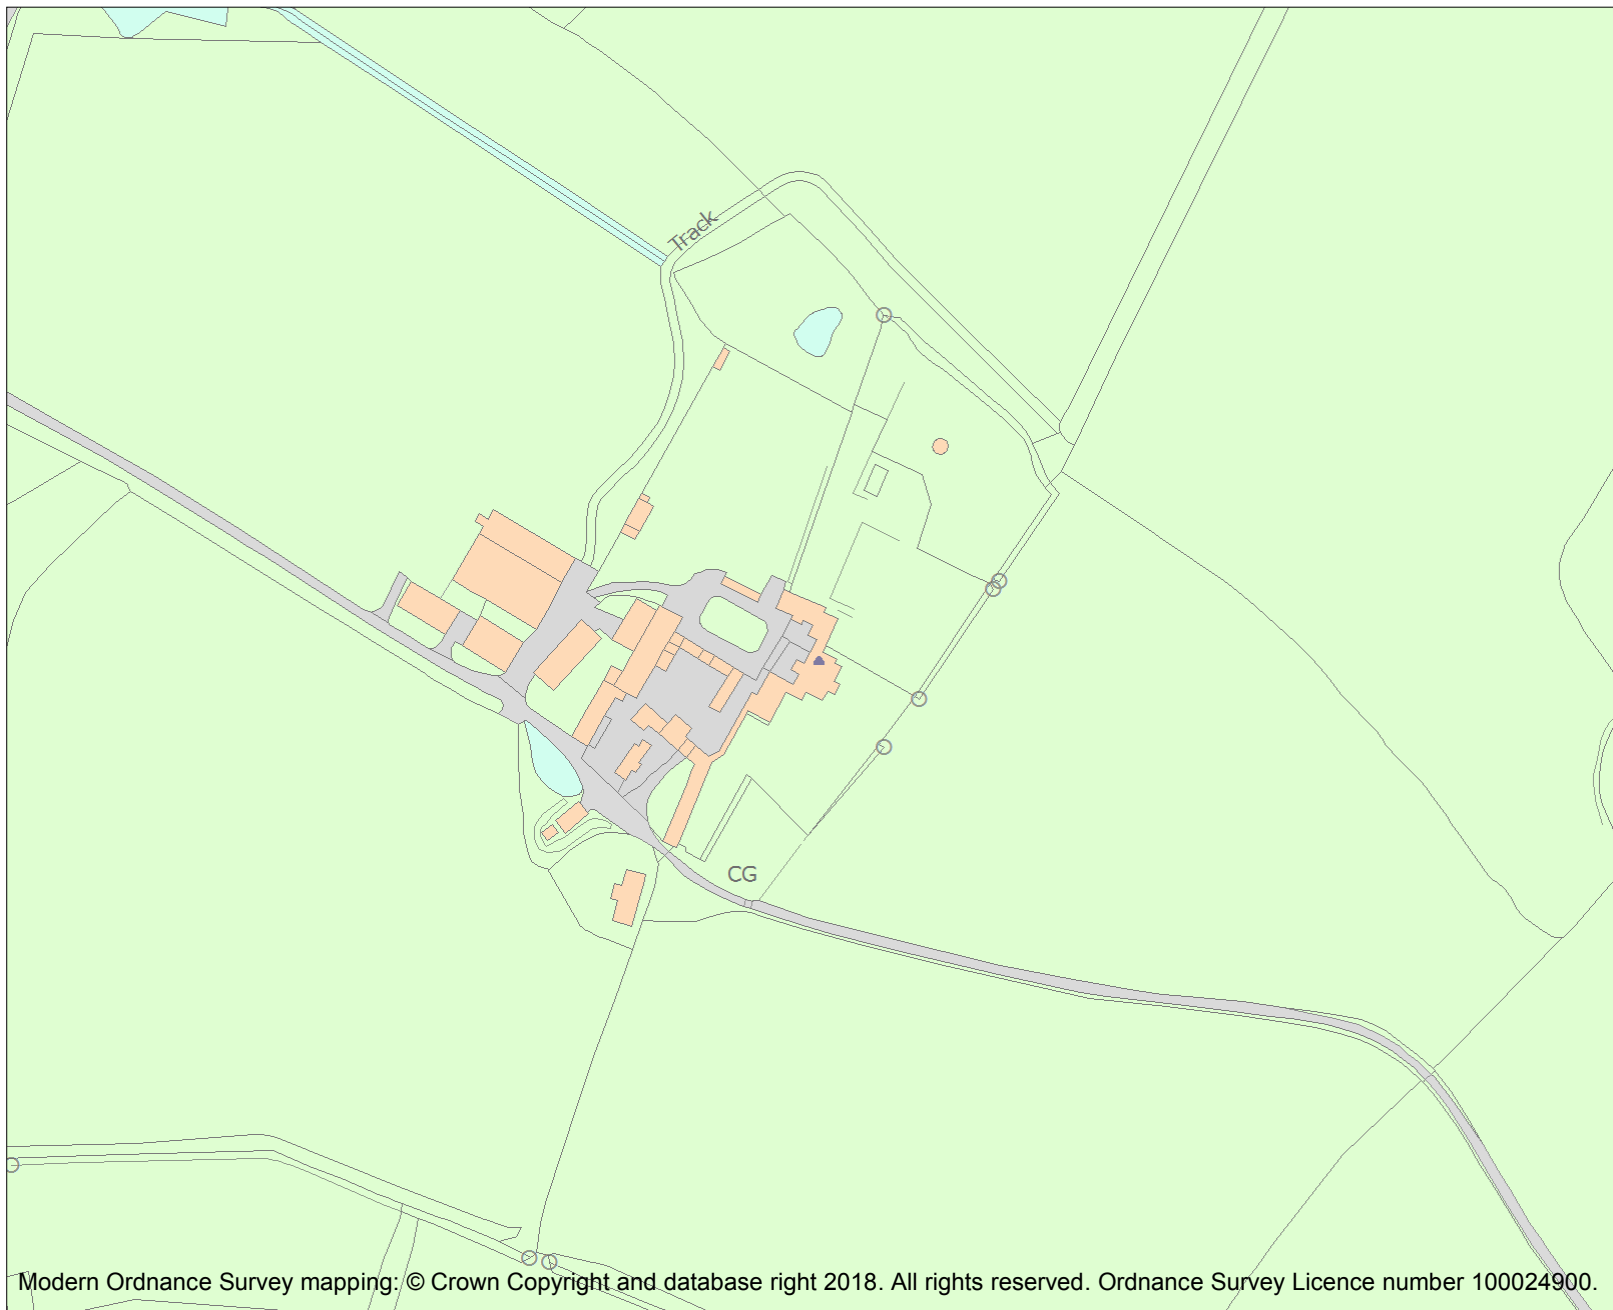 Track
CG
Modern Ordnance Survey mapping: © Crown Copyright and database right 2018. All rights reserved. Ordnance Survey Licence number 100024900.